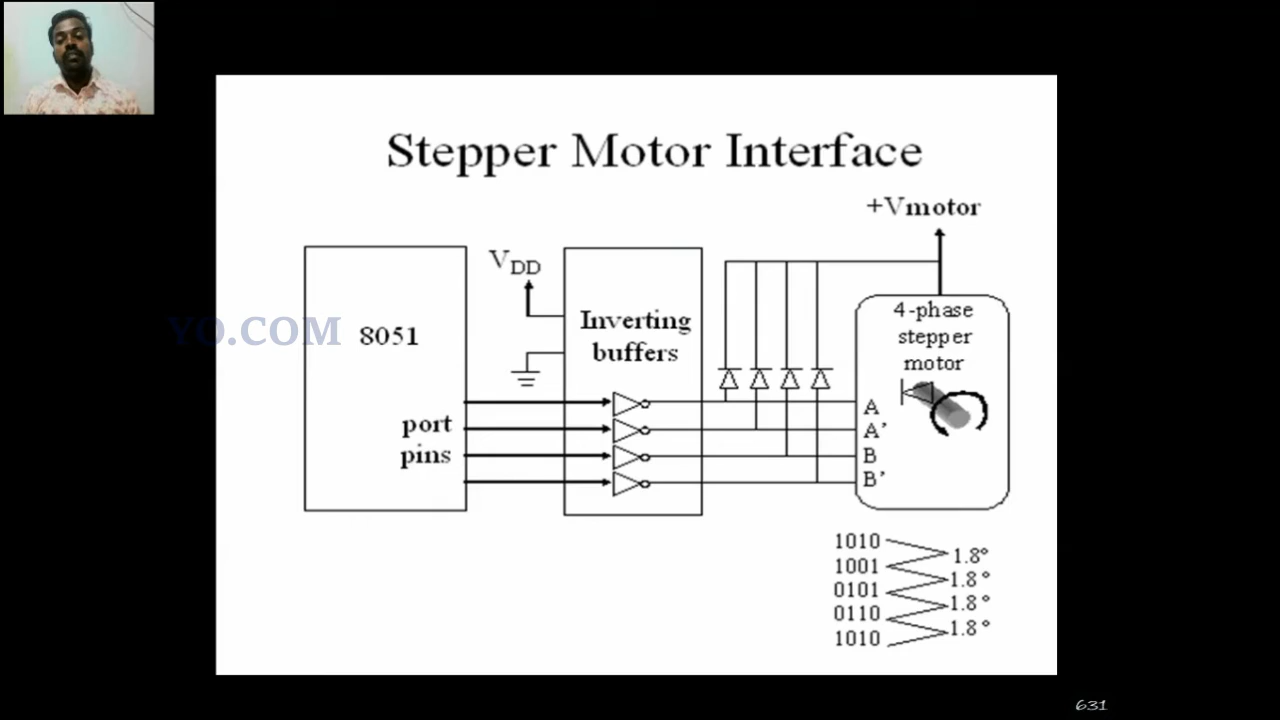 Stepper Motor Interface
+Vmotor
VDD
4-phase
stepper
motor
YO.COM
8051
Inverting
buffers
port
pins
A
A’
B
B’
1010
1.8°
1001
1.8°
0101
1.8°
0110
1.8°
1010
631